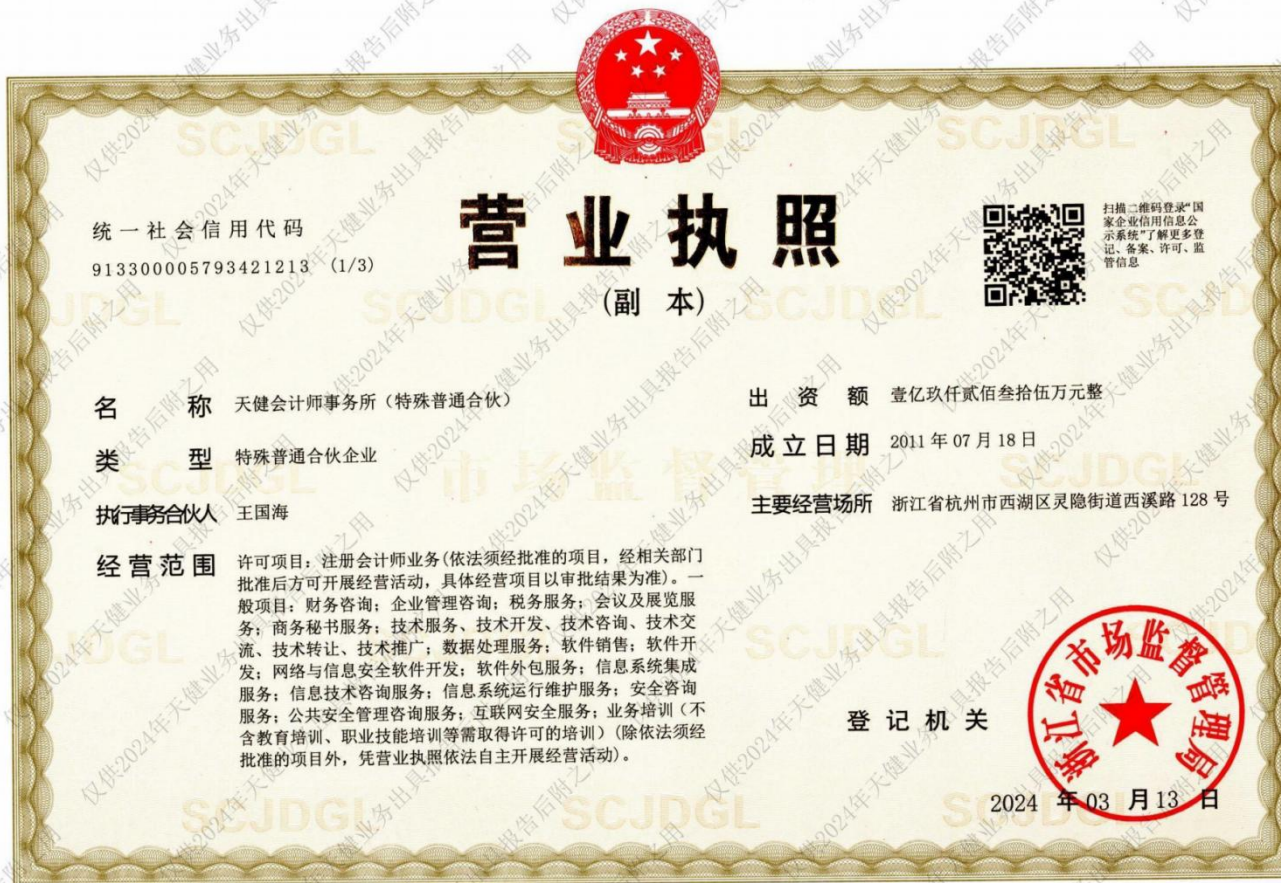 营业执照
(副 本)
统一社会信用代码
913300005793421213 (1/3)
扫描二维码登录“国
家企业信用信息公
示系统”了解更多登
记、备案、许可、监
管信息
名 称 天健会计师事务所（特殊普通合伙）
类 型 特殊普通合伙企业
执行事务合伙人 王国海
经营范围 许可项目：注册会计师业务(依法须经批准的项目，经相关部门
批准后方可开展经营活动，具体经营项目以审批结果为准)。一
般项目：财务咨询；企业管理咨询；税务服务；会议及展览服
务；商务秘书服务；技术服务、技术开发、技术咨询、技术交
流、技术转让、技术推广；数据处理服务；软件销售；软件开
发；网络与信息安全软件开发；软件外包服务；信息系统集成
服务；信息技术咨询服务；信息系统运行维护服务；安全咨询
服务；公共安全管理咨询服务；互联网安全服务；业务培训（不
含教育培训、职业技能培训等需取得许可的培训）(除依法须经
批准的项目外，凭营业执照依法自主开展经营活动)。
出 资 额 壹亿玖仟贰佰叁拾伍万元整
成立日期 2011 年 07 月 18 日
主要经营场所 浙江省杭州市西湖区灵隐街道西溪路 128 号
登 记 机 关
浙江省市场监督管理局
2024 年 03 月 13 日
市场监督管理
SCJDGL
仅供2024年天健业务出具报告后附之用